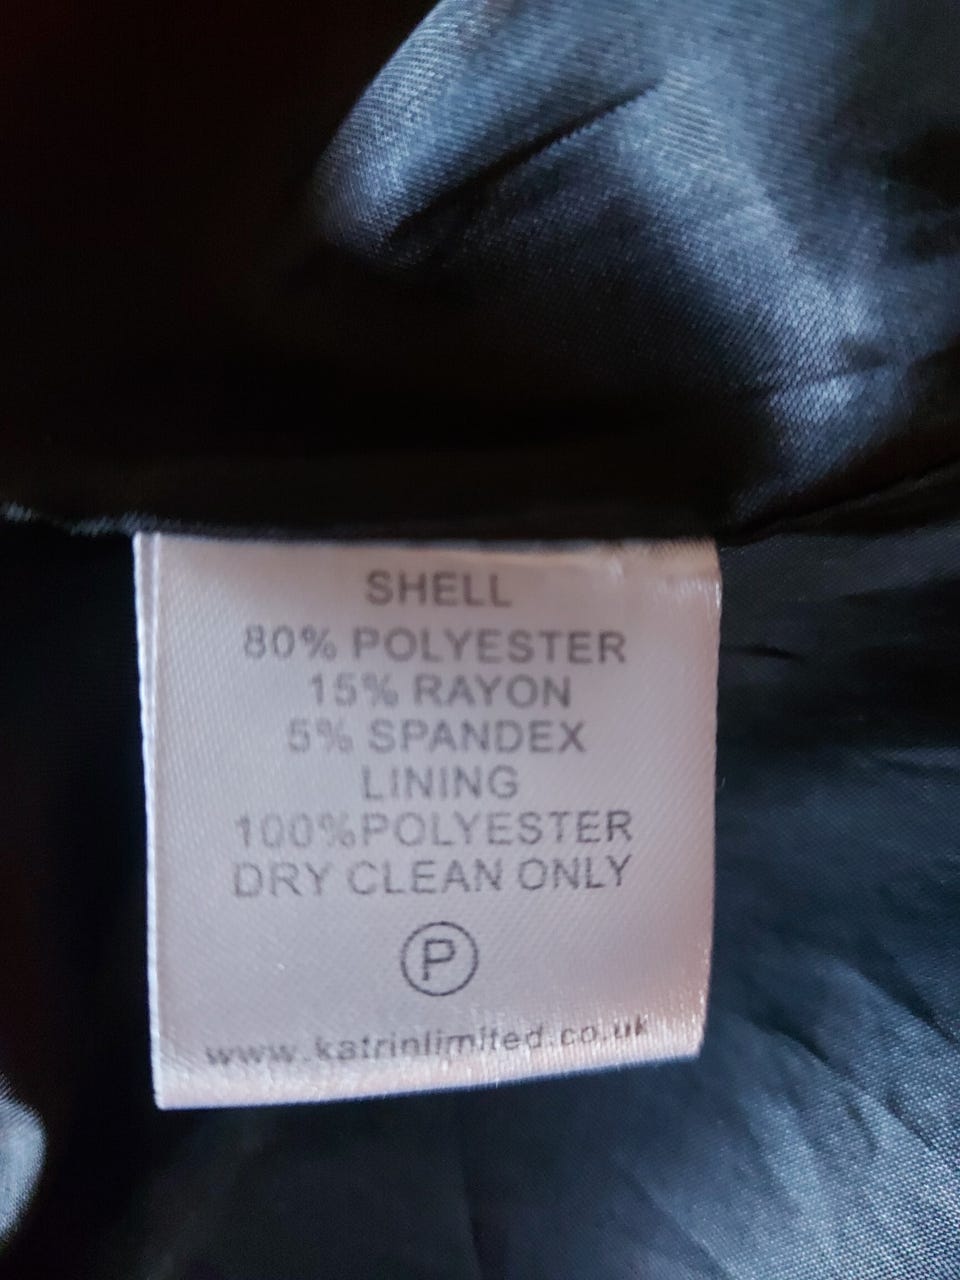 SHELL
80% POLYESTER
15% RAYON
5% SPANDEX
LINING
100%POLYESTER
DRY CLEAN ONLY
P
www.katrinlimited.co.uk